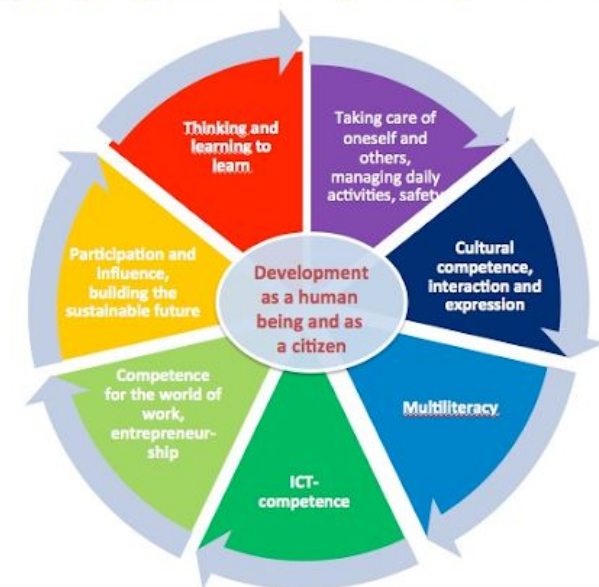 Thinking and
learning to
learn
Taking care of
oneself and
others,
managing daily
activities, safety
Cultural
competence,
interaction and
expression
Multiliteracy
ICT-
competence
Competence
for the world of
work,
entrepreneur-
ship
Participation and
influence,
building the
sustainable future
Development
as a human
being and as
a citizen